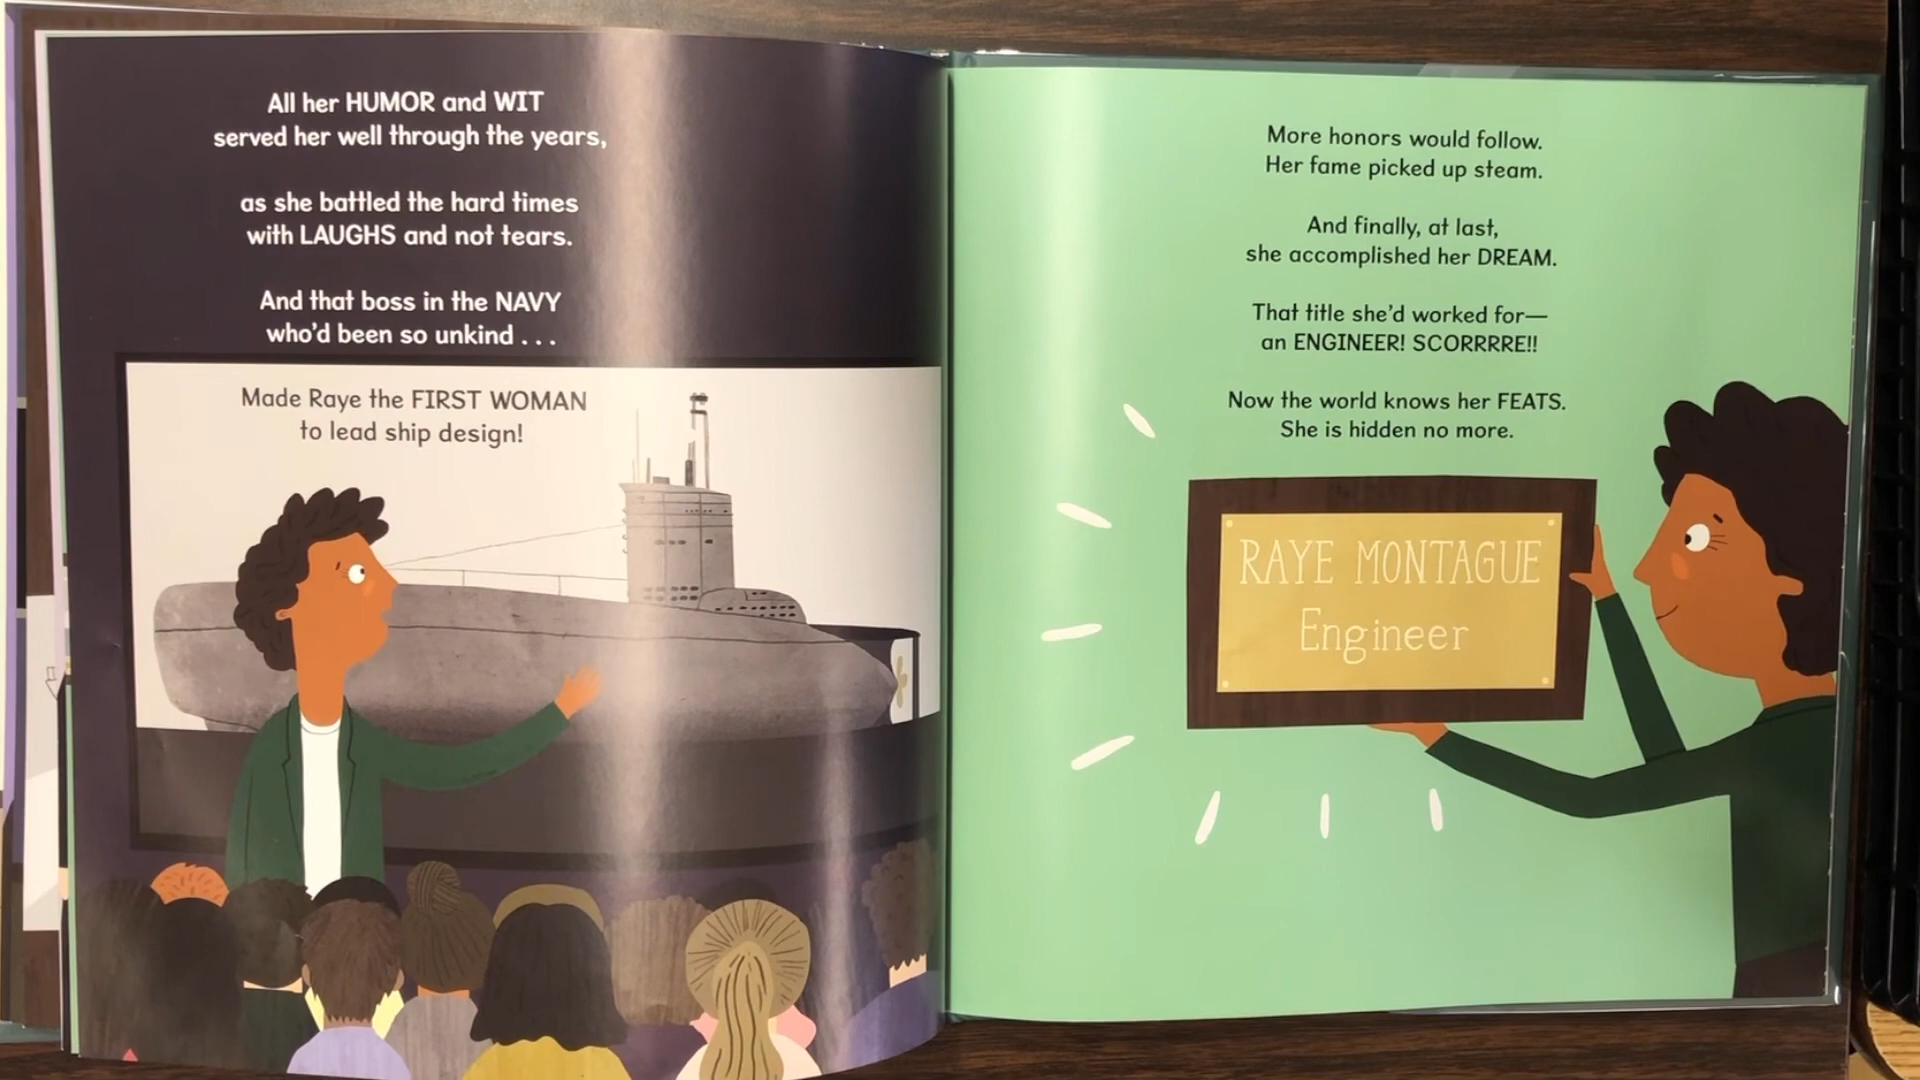 All her HUMOR and WIT
served her well through the years,
as she battled the hard times
with LAUGHS and not tears.
And that boss in the NAVY
who'd been so unkind . . .
Made Raye the FIRST WOMAN
to lead ship design!
More honors would follow.
Her fame picked up steam.
And finally, at last,
she accomplished her DREAM.
That title she'd worked for—
an ENGINEER! SCORRRRE!!
Now the world knows her FEATS.
She is hidden no more.
RAYE MONTAGUE
Engineer